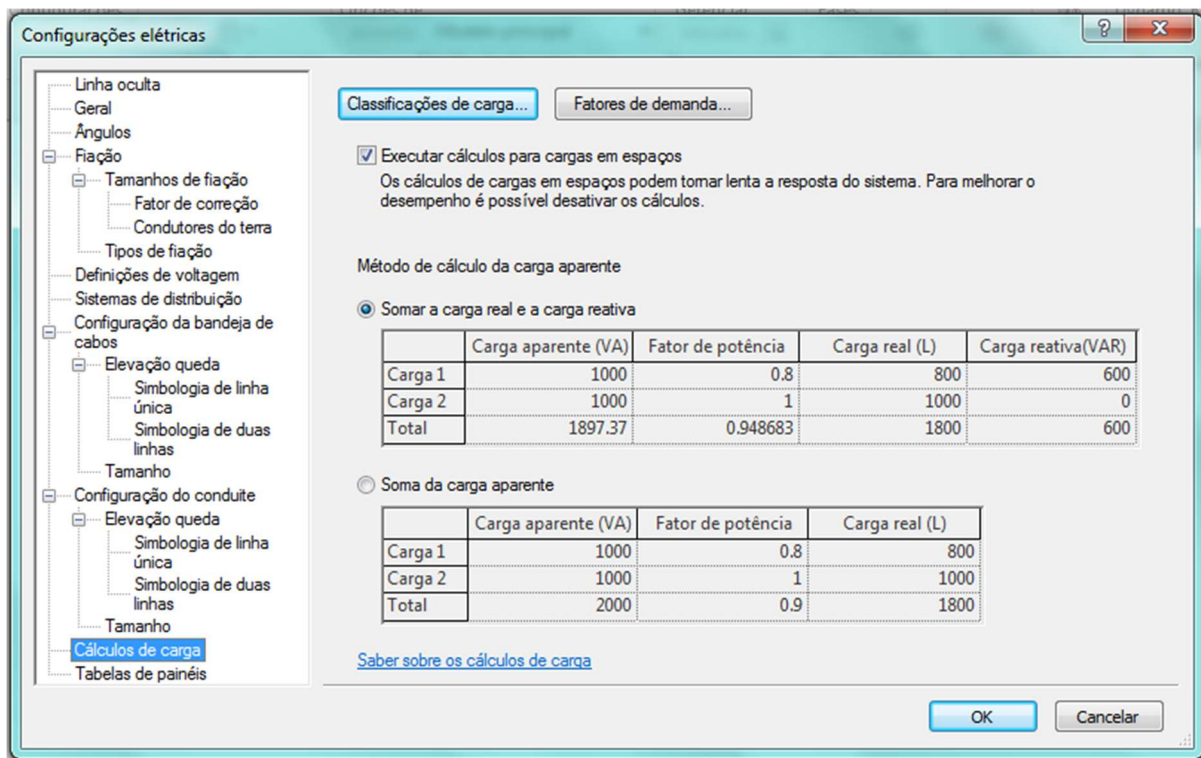 Configurações elétricas
Linha oculta
Geral
Ângulos
Fiação
Tamanhos de fiação
Fator de correção
Condutores do terra
Tipos de fiação
Definições de voltagem
Sistemas de distribuição
Configuração da bandeja de
cabos
Elevação queda
Simbologia de linha
única
Simbologia de duas
linhas
Tamanho
Configuração do conduite
Elevação queda
Simbologia de linha
única
Simbologia de duas
linhas
Tamanho
Cálculos de carga
Tabelas de painéis
Classificações de carga... Fatores de demanda...
Executar cálculos para cargas em espaços
Os cálculos de cargas em espaços podem tornar lenta a resposta do sistema. Para melhorar o
desempenho é possível desativar os cálculos.
Método de cálculo da carga aparente
Somar a carga real e a carga reativa
Carga aparente (VA) Fator de potência Carga real (L) Carga reativa(VAR)
Carga 1 1000 0.8 800 600
Carga 2 1000 1 1000 0
Total 1897.37 0.948683 1800 600
Soma da carga aparente
Carga aparente (VA) Fator de potência Carga real (L)
Carga 1 1000 0.8 800
Carga 2 1000 1 1000
Total 2000 0.9 1800
Saber sobre os cálculos de carga
OK Cancelar